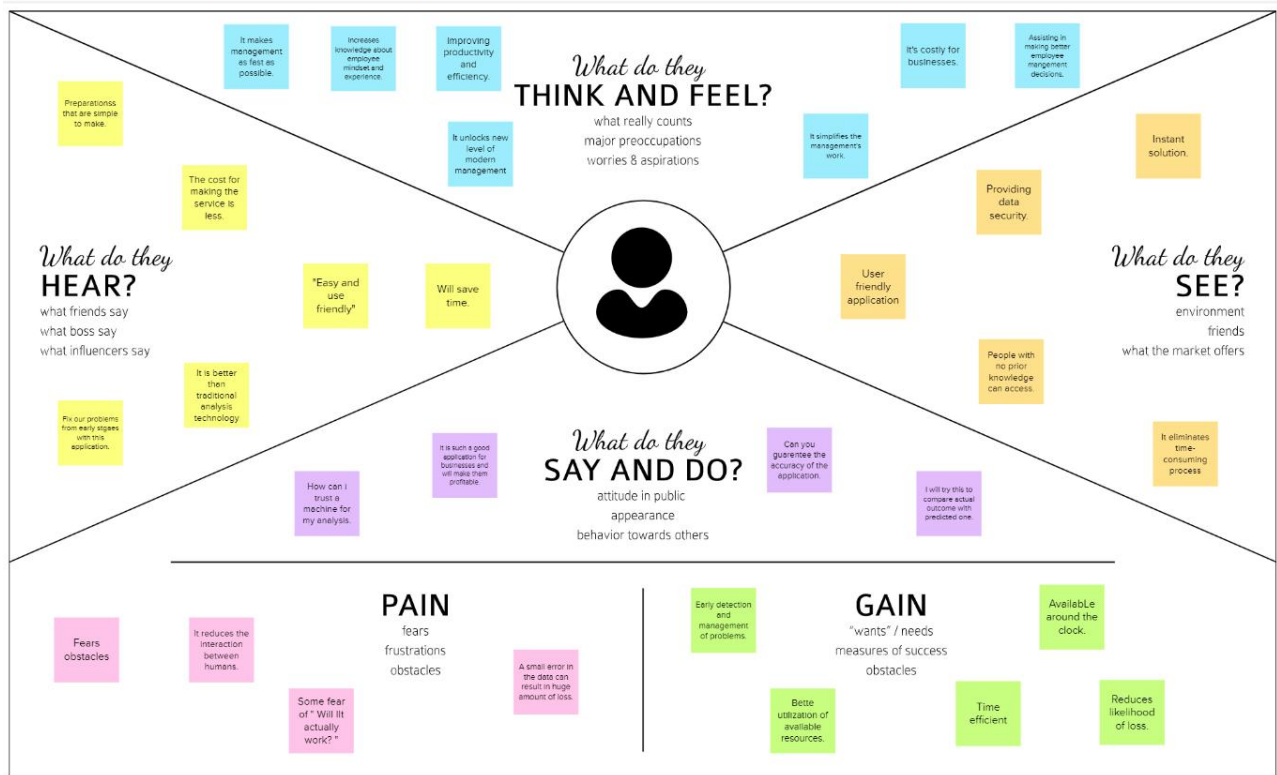 It makes
management
as fast as
possible.
Increases
knowledge about
employee
mindset and
experience.
Improving
productivity
and
efficiency.
It unlocks new
level of
modern
management
What do they
THINK AND FEEL?
what really counts
major preoccupations
worries & aspirations
It's costly for
businesses.
Assisting in
making better
employee
mangement
decisions.
It simplifies the
management's
work.
Preparationss
that are simple
to make.
The cost for
making the
service is
less.
What do they
HEAR?
what friends say
what boss say
what influencers say
"Easy and
use
friendly"
Will save
time.
It is better
than
traditional
analysis
technology
Fix our problems
from early stgaes
with this
application.
Instant
solution.
Providing
data
security.
User
friendly
application
What do they
SEE?
environment
friends
what the market offers
People with
no prior
knowledge
can access.
It eliminates
time-
consuming
process
What do they
SAY AND DO?
attitude in public
appearance
behavior towards others
How can i
trust a
machine for
my analysis.
It is such a good
application for
businesses and
will make them
profitable
Can you
guarentee the
accuracy of the
application.
I will try this to
compare actual
outcome with
predicted one.
PAIN
fears
frustrations
obstacles
Fears
obstacles
It reduces the
interaction
between
humans.
Some fear
of " Will IIt
actually
work? "
A small error in
the data can
result in huge
amount of loss.
GAIN
"wants" / needs
measures of success
obstacles
Early detection
and
management
of problems.
AvailabLe
around the
clock.
Bette
utilization of
available
resources.
Time
efficient
Reduces
likelihood
of loss.